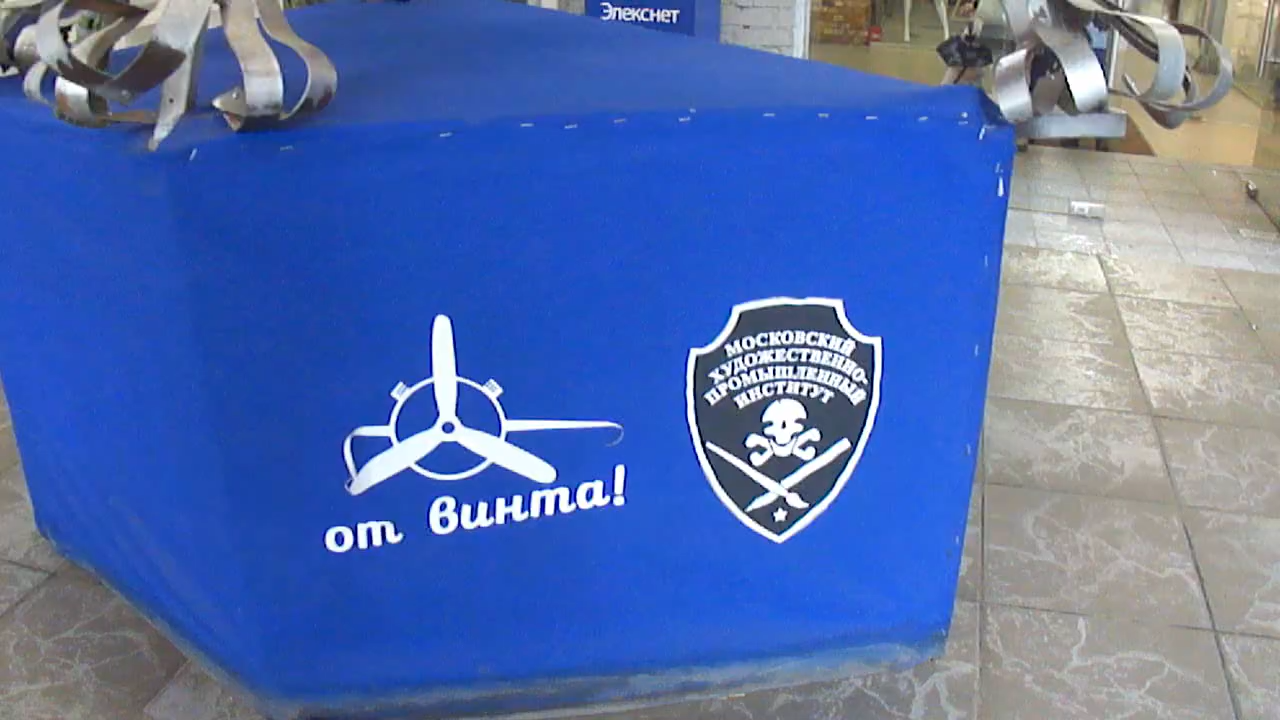 Элекснет
от винта!
МОСКОВСКИЙ
ХУДОЖЕСТВЕННО-
ПРОМЫШЛЕННЫЙ
ИНСТИТУТ